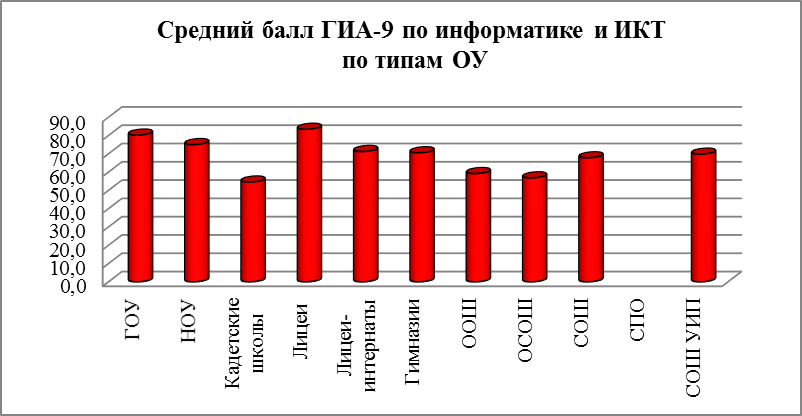 Средний балл ГИА-9 по информатике и ИКТ
по типам ОУ
90,0
80,0
70,0
60,0
50,0
40,0
30,0
20,0
10,0
0,0
ГОУ
НОУ
Кадетские
школы
Лицеи
Лицеи-
интернаты
Гимназии
ООШ
ОСОШ
СОШ
СПО
СОШ УИП